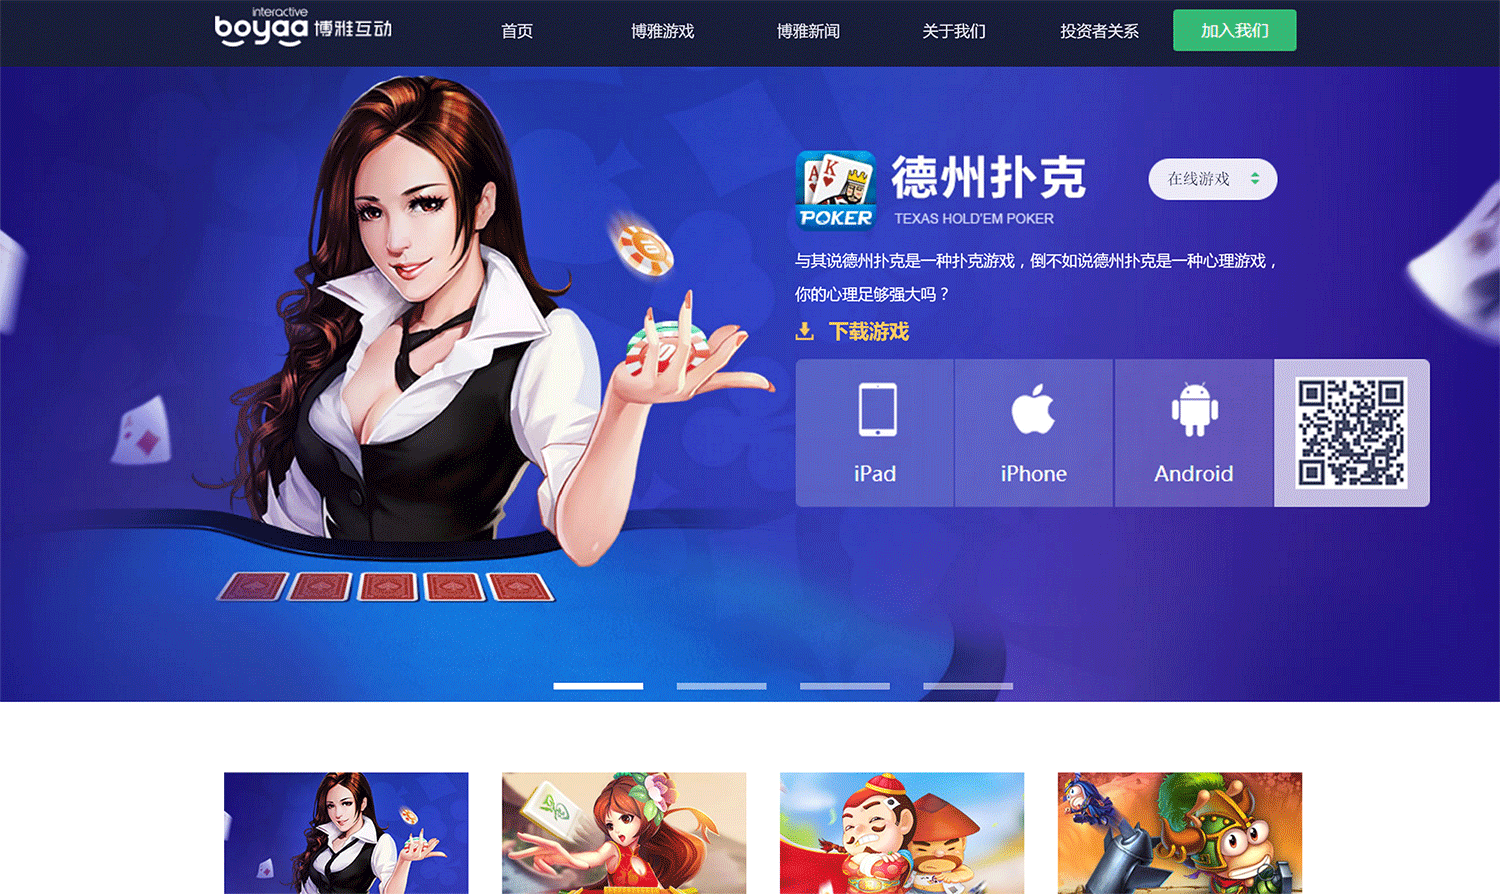 interactive
boyaa 博雅互动
首页
博雅游戏
博雅新闻
关于我们
投资者关系
加入我们
A K
POKER
德州扑克
TEXAS HOLD'EM POKER
在线游戏
与其说德州扑克是一种扑克游戏，倒不如说德州扑克是一种心理游戏，
你的心理足够强大吗？
下载游戏
iPad
iPhone
Android
10
10